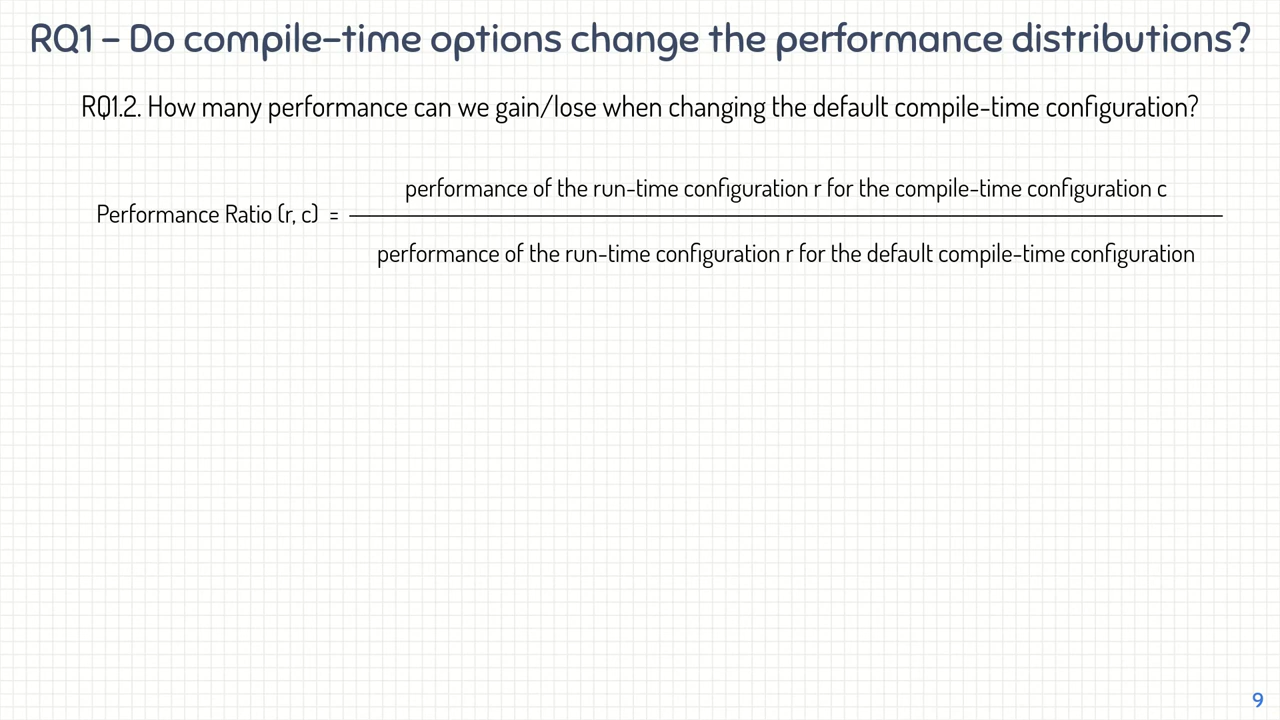 RQ1 – Do compile-time options change the performance distributions?
RQ1.2. How many performance can we gain/lose when changing the default compile-time configuration?
performance of the run-time configuration r for the compile-time configuration c
Performance Ratio (r, c) =
performance of the run-time configuration r for the default compile-time configuration
9